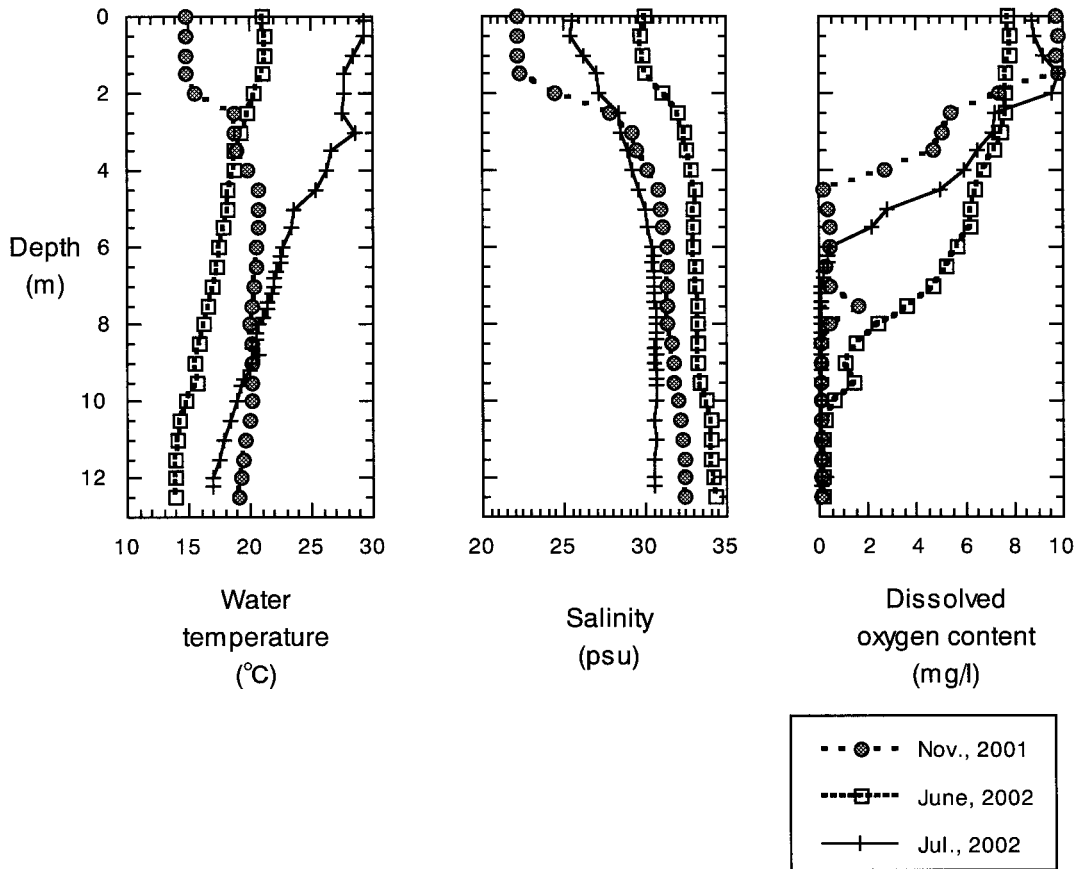 0
2
4
6
8
10
12
Depth
(m)
10 15 20 25 30
20 25 30 35
0 2 4 6 8 10
Water
temperature
(°C)
Salinity
(psu)
Dissolved
oxygen content
(mg/l)
Nov., 2001
June, 2002
Jul., 2002